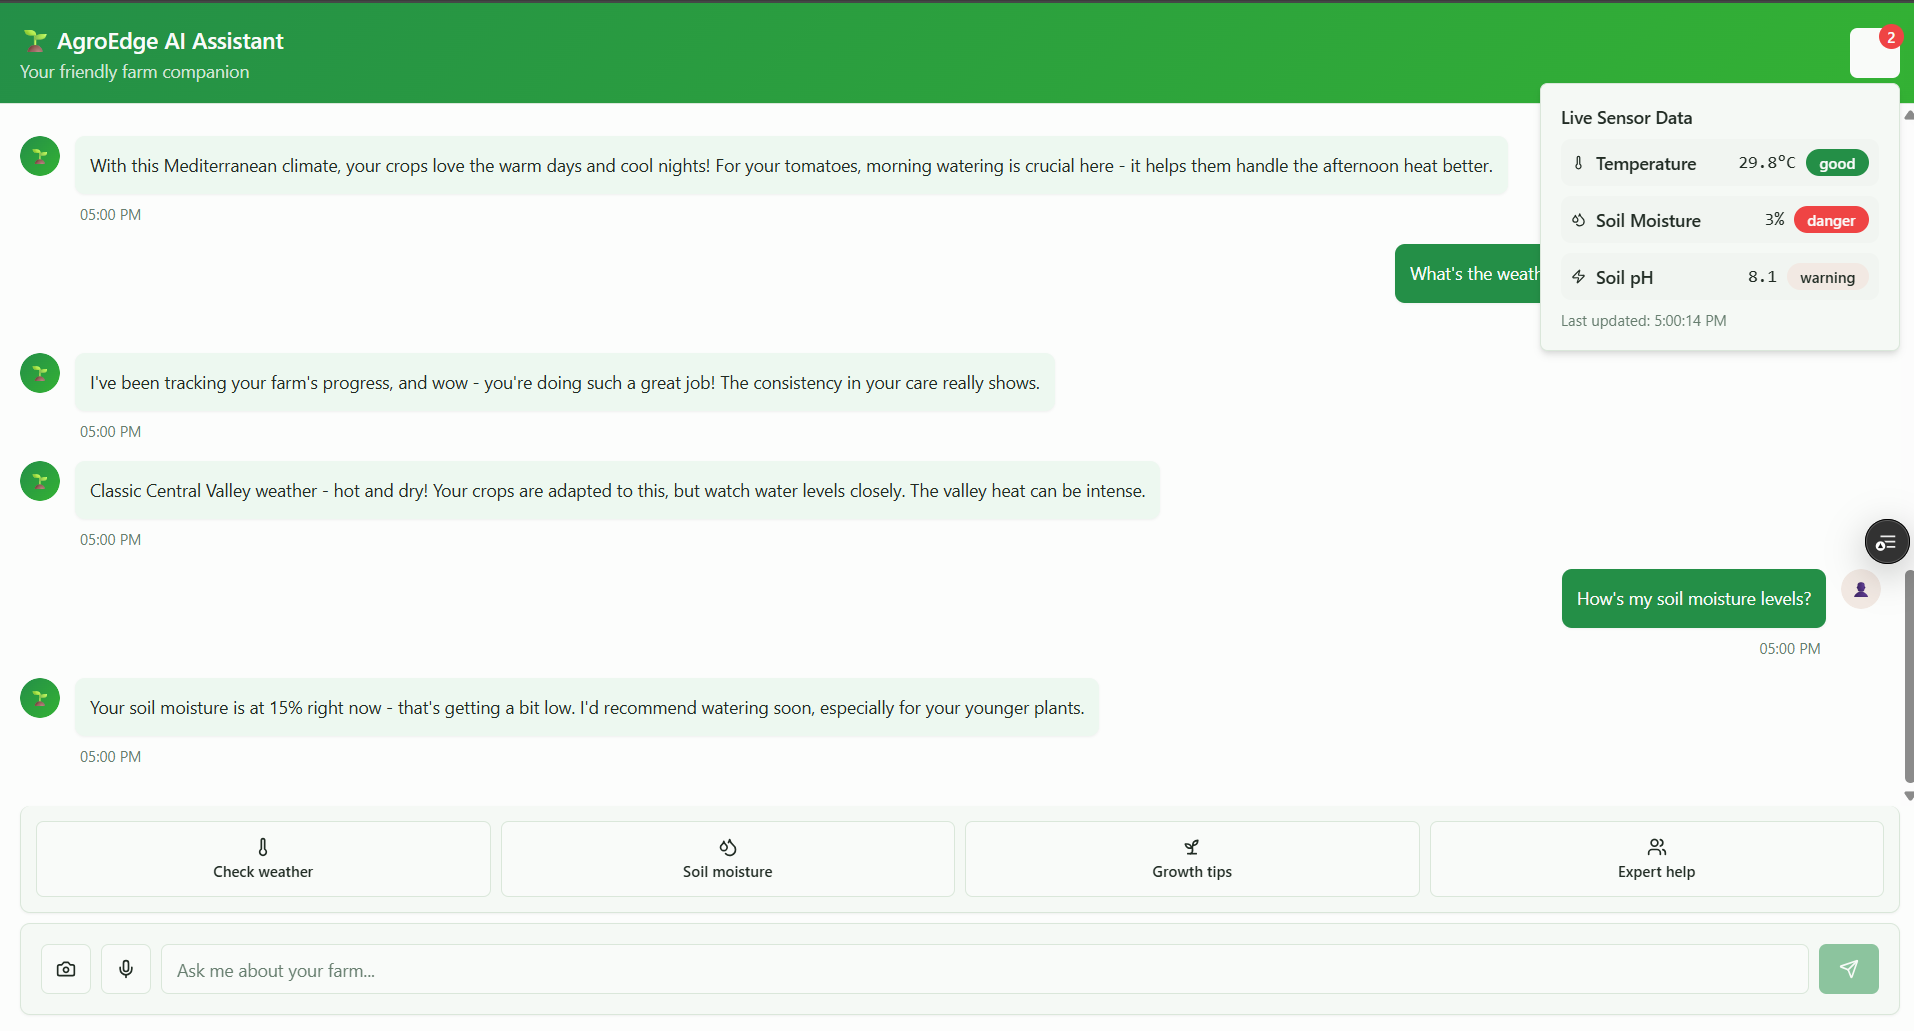 AgroEdge AI Assistant
Your friendly farm companion
2
Live Sensor Data
Temperature 29.8°C good
Soil Moisture 3% danger
Soil pH 8.1 warning
Last updated: 5:00:14 PM
With this Mediterranean climate, your crops love the warm days and cool nights! For your tomatoes, morning watering is crucial here - it helps them handle the afternoon heat better.
05:00 PM
What's the weath
I've been tracking your farm's progress, and wow - you're doing such a great job! The consistency in your care really shows.
05:00 PM
Classic Central Valley weather - hot and dry! Your crops are adapted to this, but watch water levels closely. The valley heat can be intense.
05:00 PM
How's my soil moisture levels?
05:00 PM
Your soil moisture is at 15% right now - that's getting a bit low. I'd recommend watering soon, especially for your younger plants.
05:00 PM
Check weather
Soil moisture
Growth tips
Expert help
Ask me about your farm...